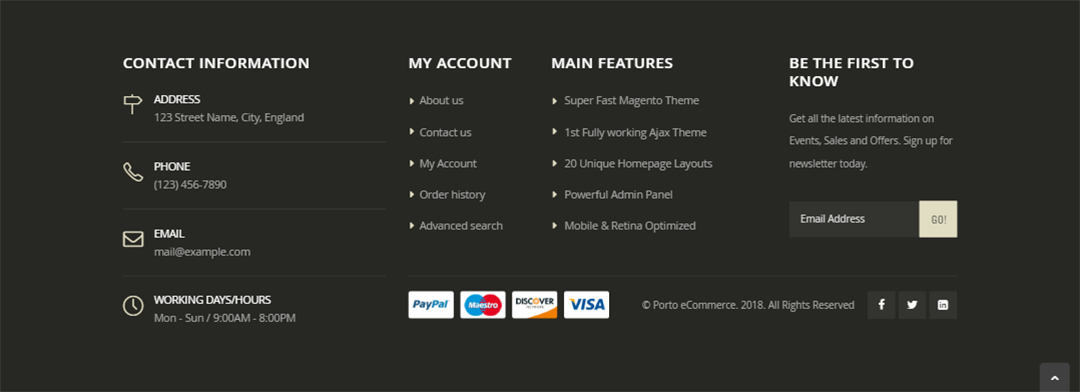 CONTACT INFORMATION
ADDRESS
123 Street Name, City, England
PHONE
(123) 456-7890
EMAIL
mail@example.com
WORKING DAYS/HOURS
Mon - Sun / 9:00AM - 8:00PM
MY ACCOUNT
About us
Contact us
My Account
Order history
Advanced search
MAIN FEATURES
Super Fast Magento Theme
1st Fully working Ajax Theme
20 Unique Homepage Layouts
Powerful Admin Panel
Mobile & Retina Optimized
BE THE FIRST TO
KNOW
Get all the latest information on
Events, Sales and Offers. Sign up for
newsletter today.
Email Address
GO!
PayPal
Maestro
DISCOVER
NETWORK
VISA
© Porto eCommerce. 2018. All Rights Reserved